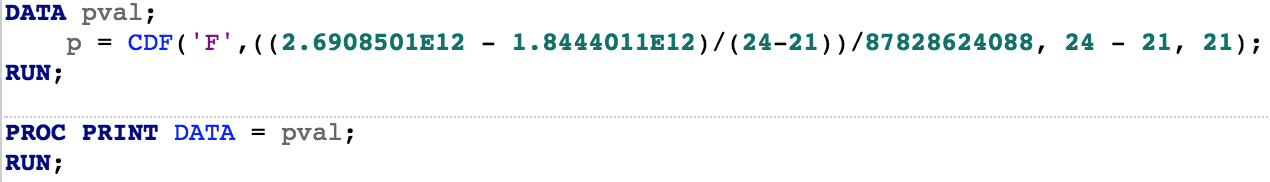 DATA pval;
    p = CDF('F',((2.6908501E12 - 1.8444011E12)/(24-21))/87828624088, 24 - 21, 21);
RUN;
PROC PRINT DATA = pval;
RUN;